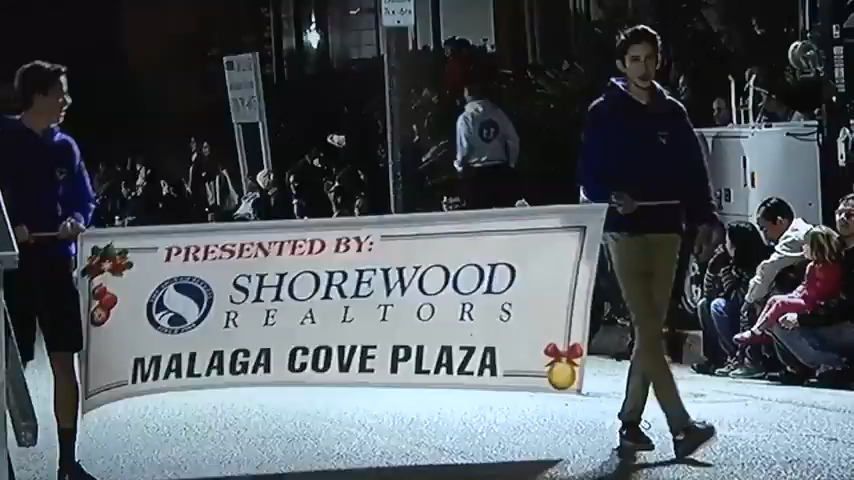 PRESENTED BY:
SHOREWOOD
REALTORS
MALAGA COVE PLAZA